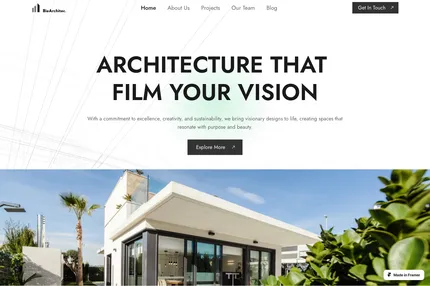 BioArchitec.
Home
About Us
Projects
Our Team
Blog
Get In Touch ↗
ARCHITECTURE THAT
FILM YOUR VISION
With a commitment to excellence, creativity, and sustainability, we bring visionary designs to life, creating spaces that
resonate with purpose and beauty.
Explore More ↗
Made in Framer